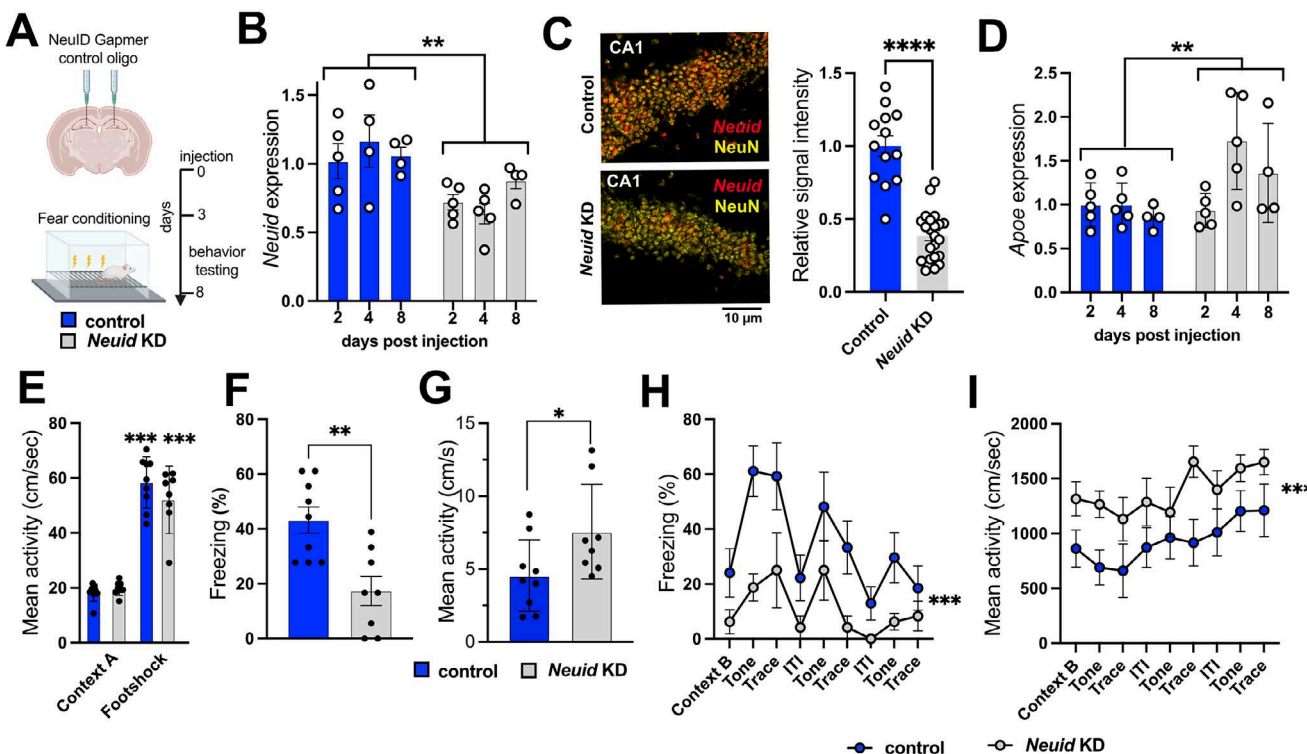 A
NeuID Gapmer
control oligo
injection
0
days
3
Fear conditioning
behavior
testing
8
control
Neuid KD
B
**
Neuid expression
1.5
1.0
0.5
0.0
2 4 8 2 4 8
days post injection
C
Control
CA1
Neuid
NeuN
Neuid KD
CA1
Neuid
NeuN
10 µm
****
Relative signal intensity
1.5
1.0
0.5
0.0
Control
Neuid KD
D
**
Apoe expression
2.5
2.0
1.5
1.0
0.5
0.0
2 4 8 2 4 8
days post injection
E
Mean activity (cm/sec)
80
60
40
20
0
*** ***
Context A
Footshock
F
Freezing (%)
80
60
40
20
0
**
G
Mean activity (cm/s)
15
10
5
0
*
control Neuid KD
H
Freezing (%)
80
60
40
20
0
***
Context B
Tone
Trace
ITI
Tone
Trace
ITI
Tone
Trace
I
Mean activity (cm/sec)
2000
1500
1000
500
0
Context B
Tone
Trace
ITI
Tone
Trace
ITI
Tone
Trace
control Neuid KD